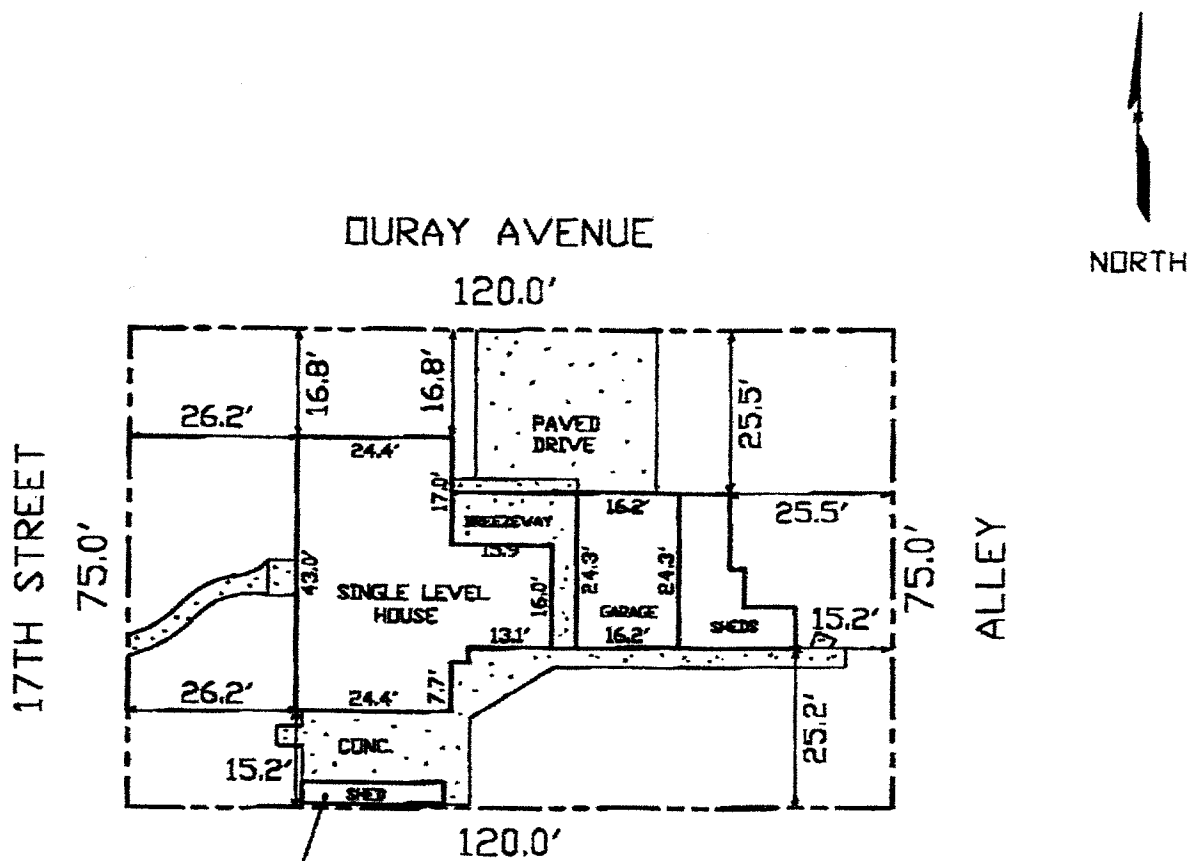 NORTH
OURAY AVENUE
120.0'
16.8'
16.8'
25.5'
26.2'
24.4'
PAVED
DRIVE
17TH STREET
75.0'
17.0'
BREEZEWAY
15.9'
16.2'
25.5'
43.0'
SINGLE LEVEL
HOUSE
16.0'
24.3'
24.3'
GARAGE
SHEDS
13.1'
16.2'
15.2'
75.0'
ALLEY
26.2'
24.4'
7.7'
25.2'
15.2'
CONC.
SHED
120.0'